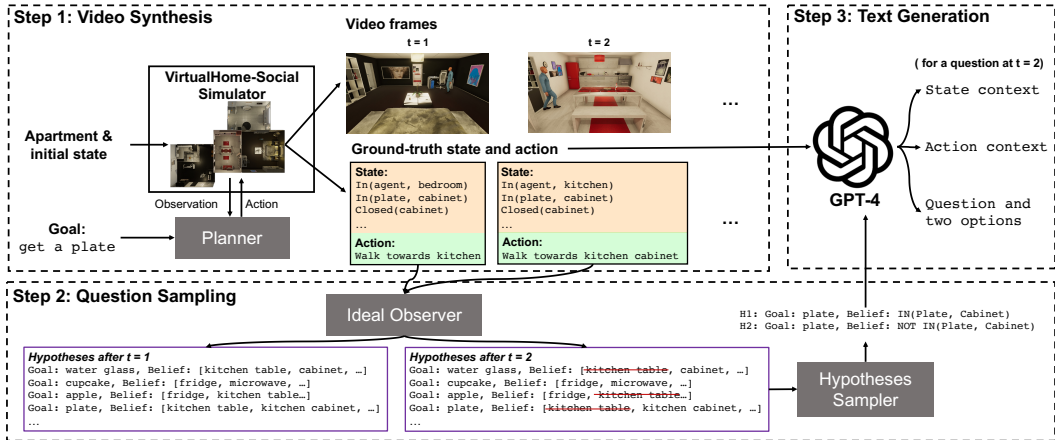 Step 1: Video Synthesis
Video frames
t = 1
t = 2
VirtualHome-Social
Simulator
Apartment &
initial state
...
Ground-truth state and action
State:
In(agent, bedroom)
In(plate, cabinet)
Closed(cabinet)
...
Action:
Walk towards kitchen
State:
In(agent, kitchen)
In(plate, cabinet)
Closed(cabinet)
...
Action:
Walk towards kitchen cabinet
...
Observation
Action
Goal:
get a plate
Planner
Step 3: Text Generation
( for a question at t = 2)
State context
Action context
Question and
two options
GPT-4
Step 2: Question Sampling
Ideal Observer
Hypotheses after t = 1
Goal: water glass, Belief: [kitchen table, cabinet, …]
Goal: cupcake, Belief: [fridge, microwave, …]
Goal: apple, Belief: [fridge, kitchen table…]
Goal: plate, Belief: [kitchen table, kitchen cabinet, …]
...
Hypotheses after t = 2
Goal: water glass, Belief: [kitchen table, cabinet, …]
Goal: cupcake, Belief: [fridge, microwave, …]
Goal: apple, Belief: [fridge, kitchen table…]
Goal: plate, Belief: [kitchen table, kitchen cabinet, …]
...
H1: Goal: plate, Belief: IN(Plate, Cabinet)
H2: Goal: plate, Belief: NOT IN(Plate, Cabinet)
Hypotheses
Sampler